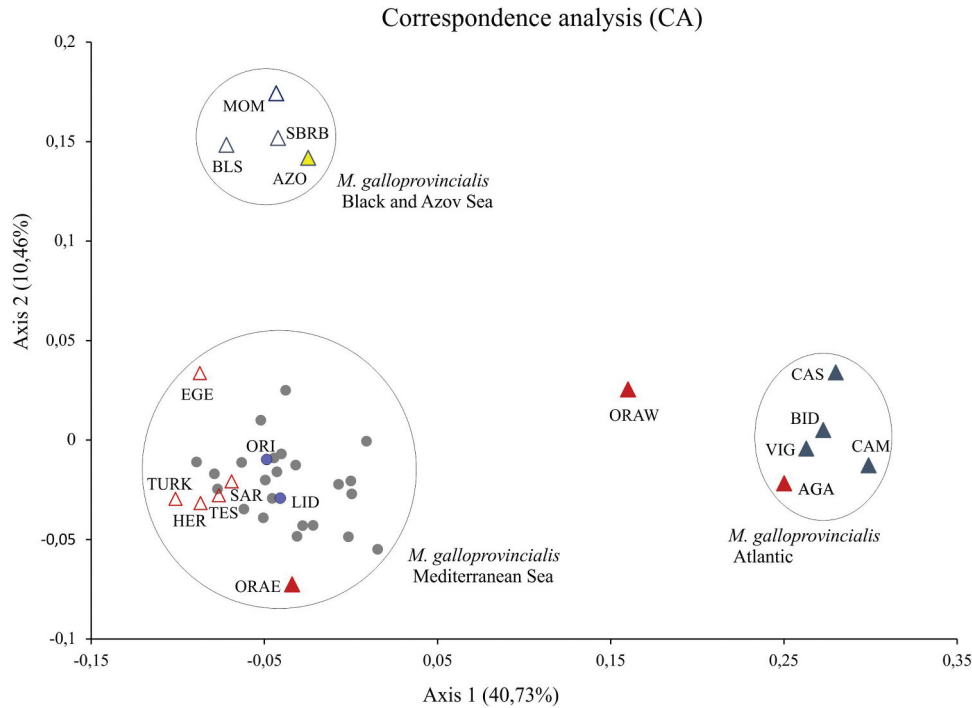 Correspondence analysis (CA)
0,2
MOM
SBRB
0,15
BLS
AZO
M. galloprovincialis
Black and Azov Sea
0,1
Axis 2 (10,46%)
0,05
EGE
CAS
ORAW
BID
0
ORI
VIG
CAM
TURK
SAR
LID
AGA
HER
TES
-0,05
M. galloprovincialis
Atlantic
M. galloprovincialis
Mediterranean Sea
ORAE
-0,1
-0,15
-0,05
0,05
0,15
0,25
0,35
Axis 1 (40,73%)